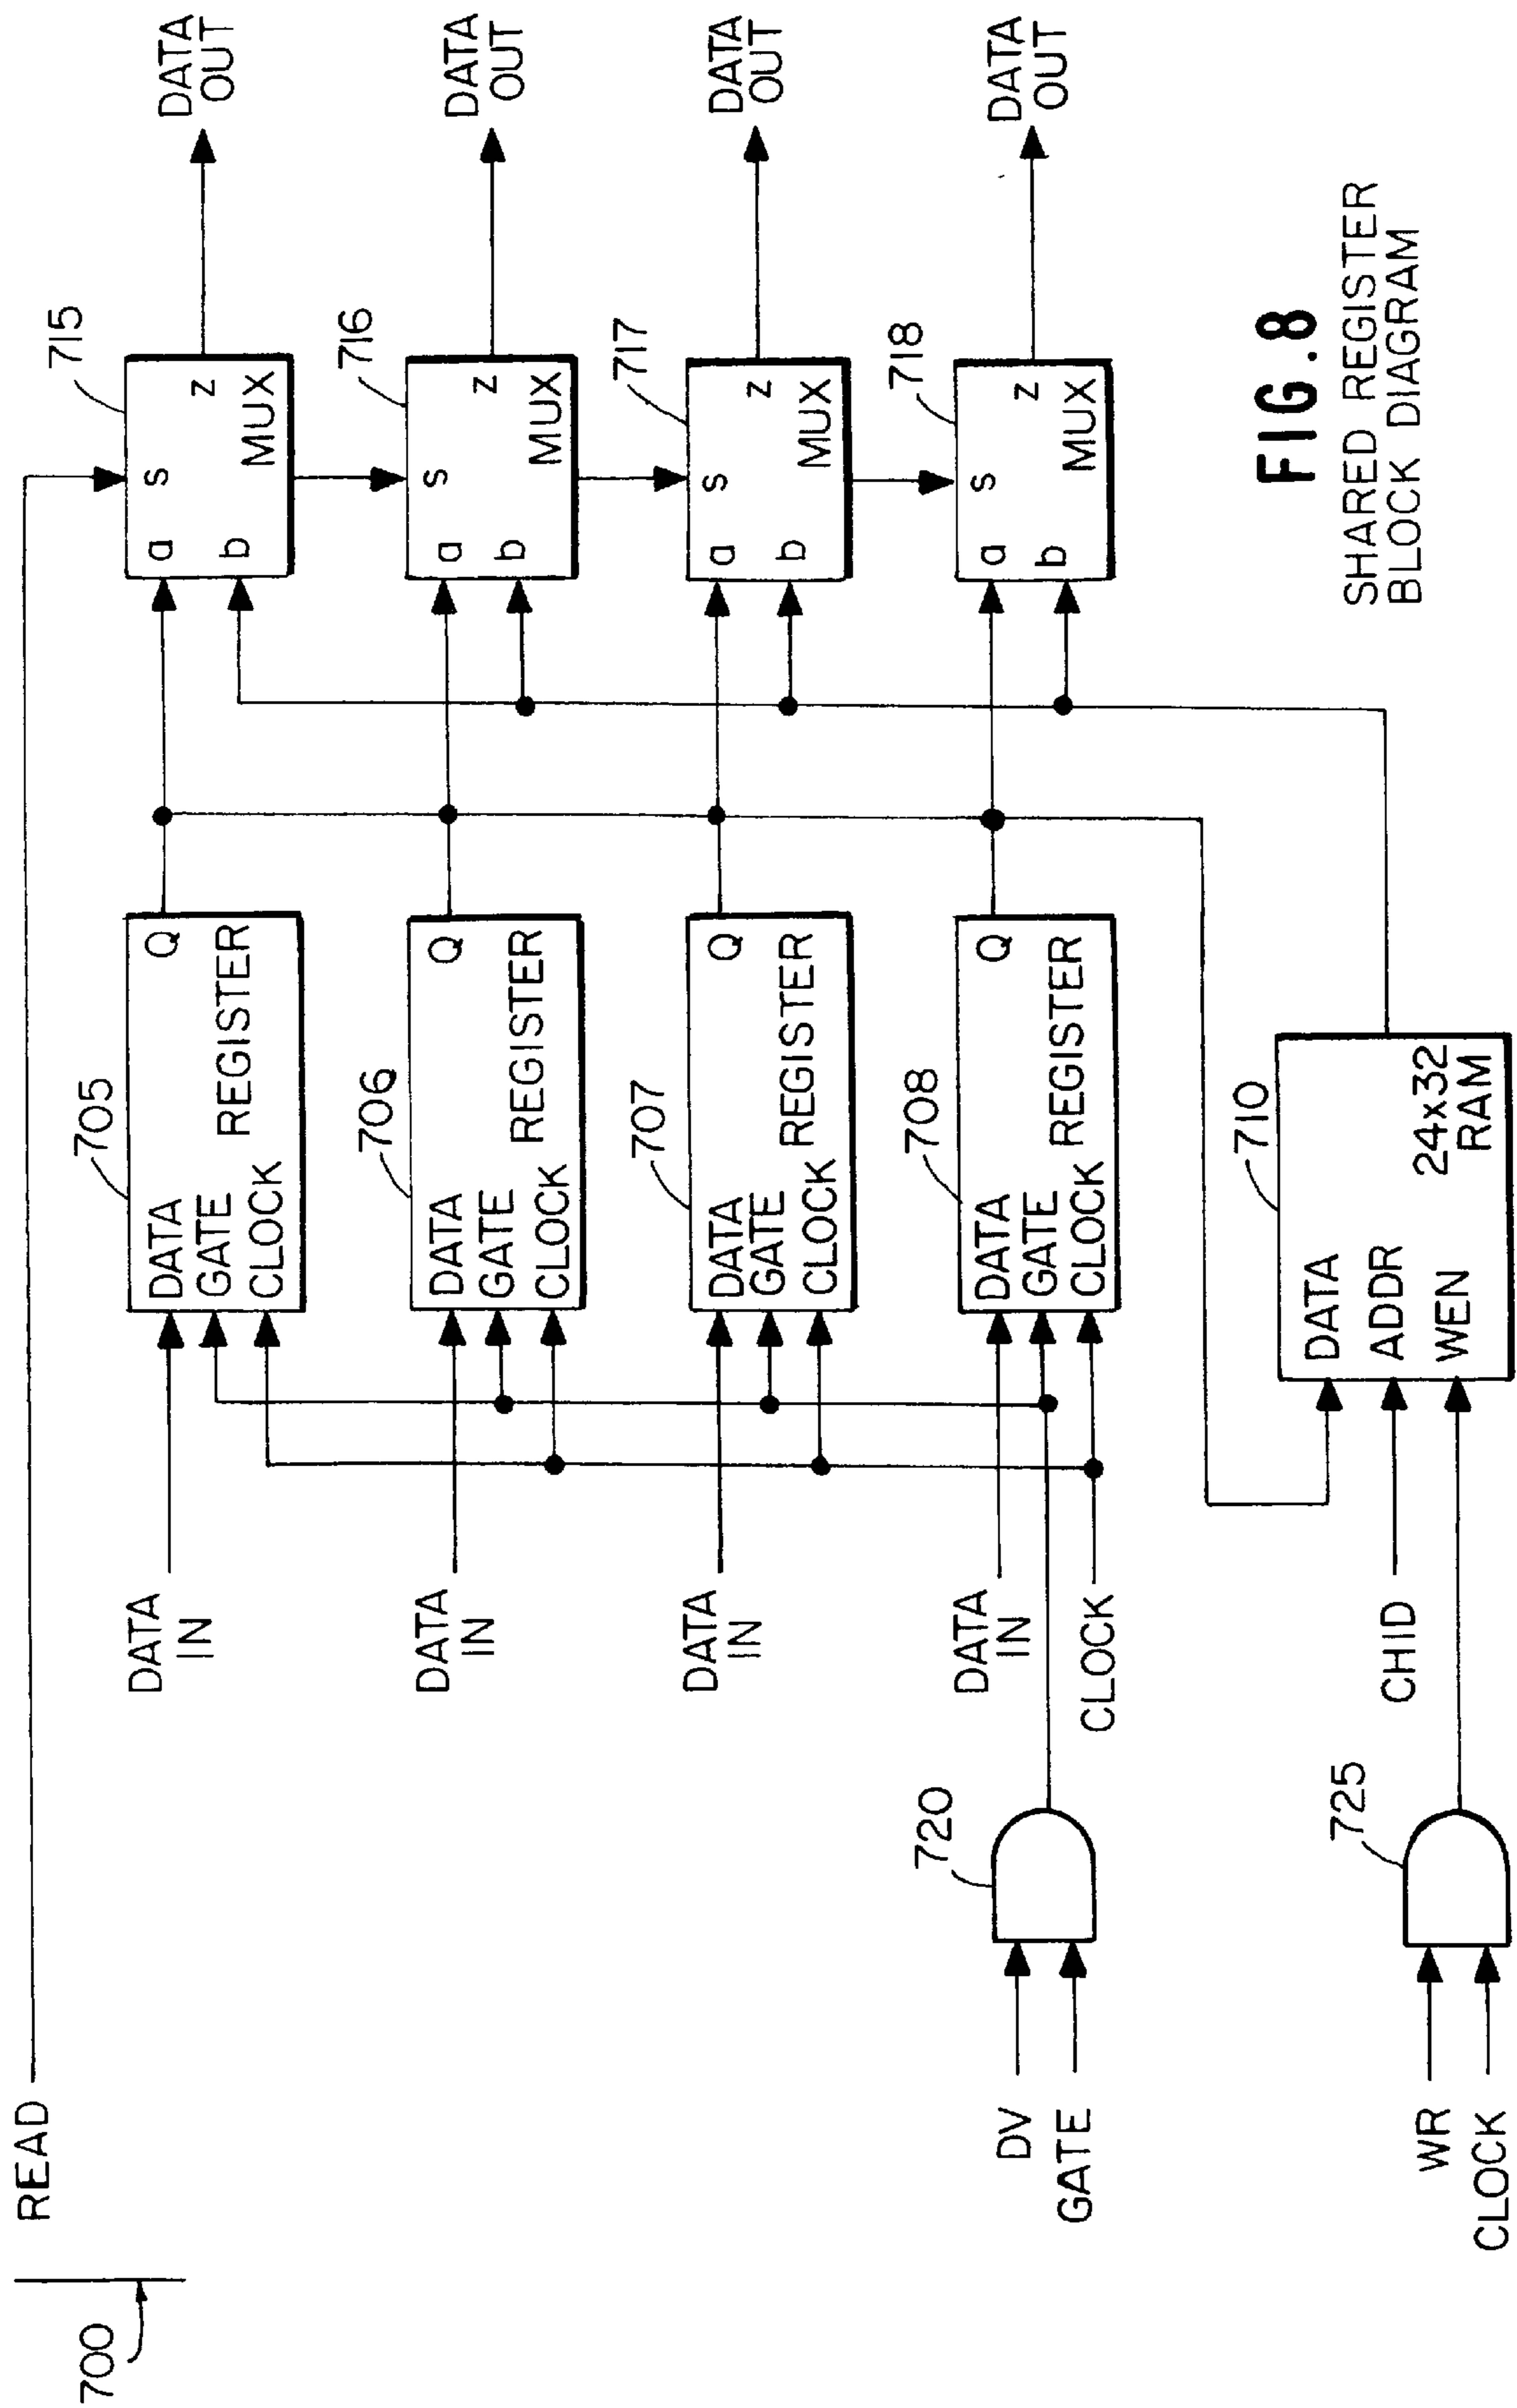 700
READ
DATA
IN
705
DATA
GATE
CLOCK
Q
REGISTER
715
a
b
s
z
MUX
DATA
OUT
DATA
IN
706
DATA
GATE
CLOCK
Q
REGISTER
716
a
b
s
z
MUX
DATA
OUT
DATA
IN
707
DATA
GATE
CLOCK
Q
REGISTER
717
a
b
s
z
MUX
DATA
OUT
DV
GATE
720
DATA
IN
CLOCK
708
DATA
GATE
CLOCK
Q
REGISTER
718
a
b
s
z
MUX
DATA
OUT
WR
CLOCK
725
CHID
710
DATA
ADDR
WEN
24x32
RAM
FIG.8
SHARED REGISTER
BLOCK DIAGRAM